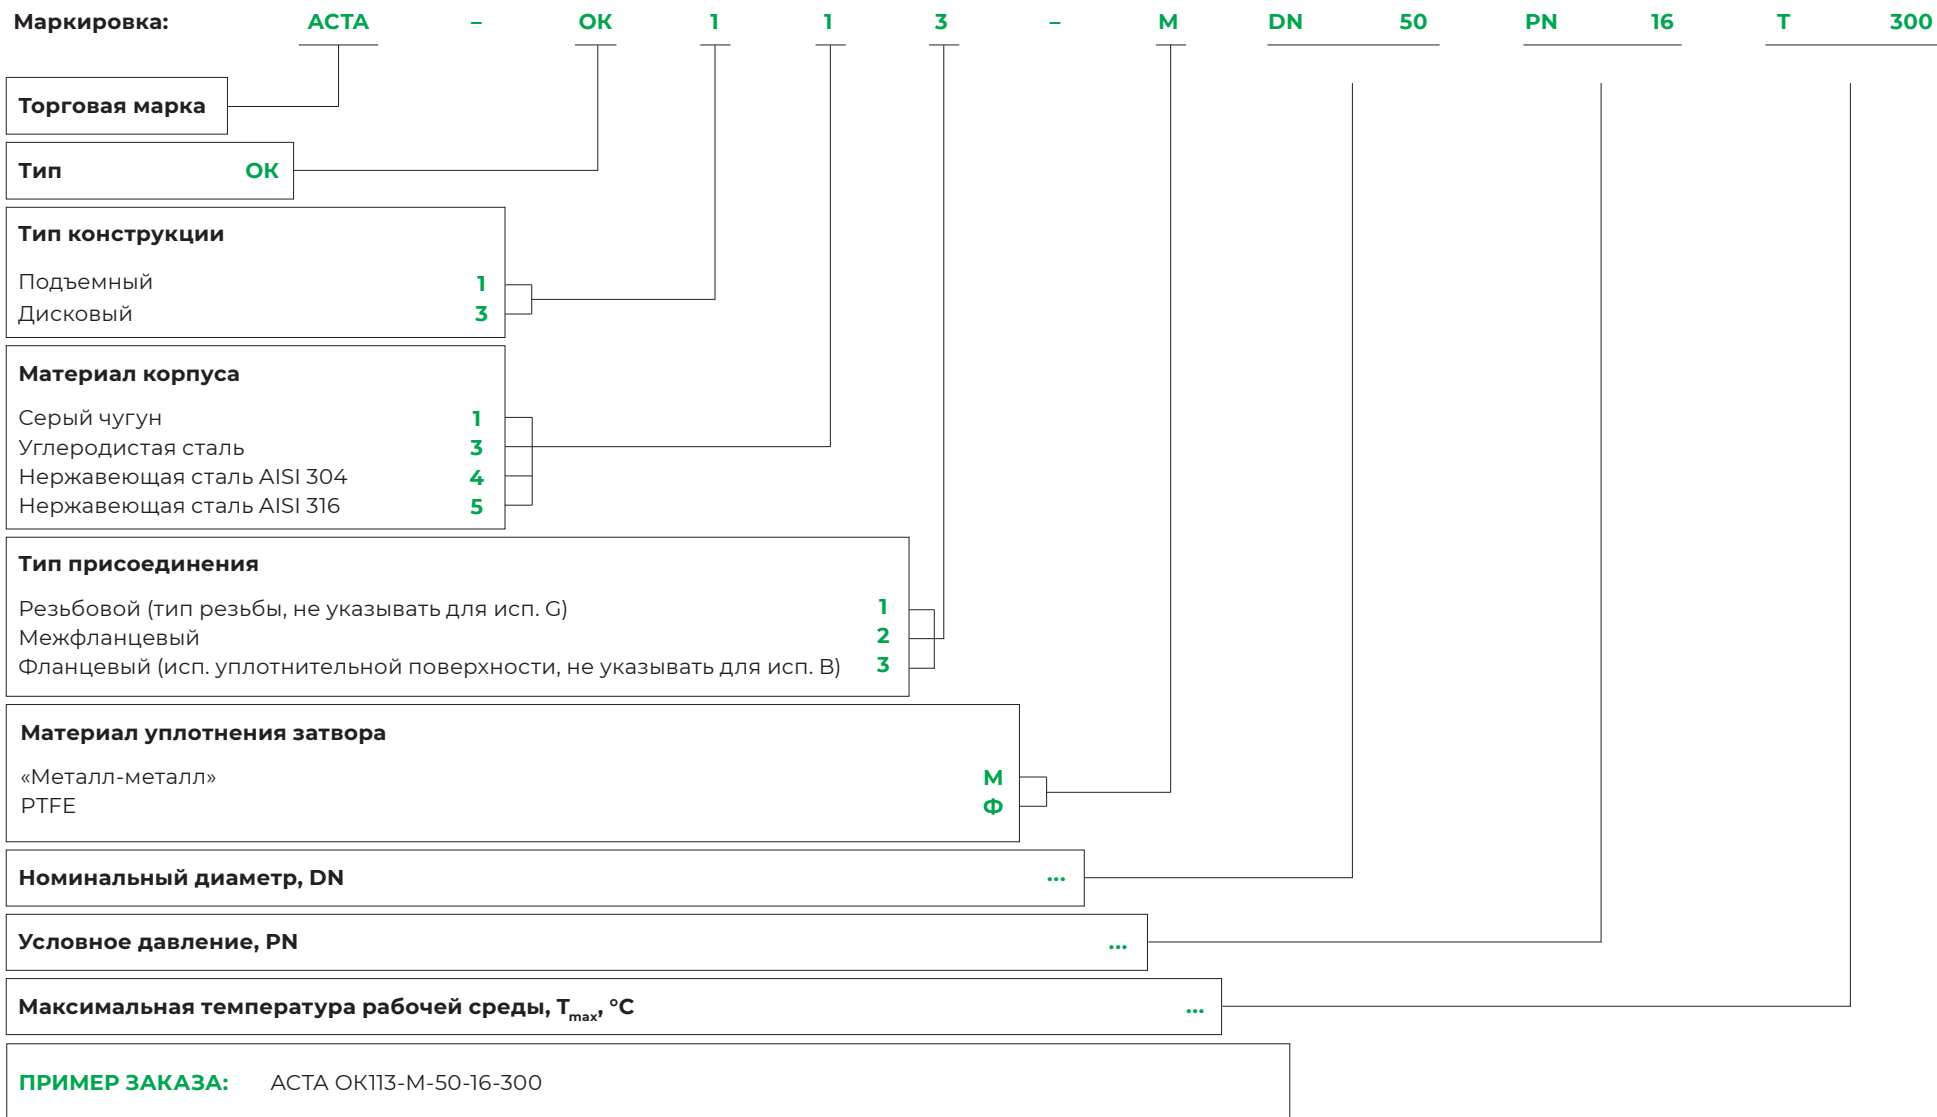 Маркировка: АСТА – ОК 1 1 3 – М DN 50 PN 16 Т 300
Торговая марка
Тип ОК
Тип конструкции
Подъемный 1
Дисковый 3
Материал корпуса
Серый чугун 1
Углеродистая сталь 3
Нержавеющая сталь AISI 304 4
Нержавеющая сталь AISI 316 5
Тип присоединения
Резьбовой (тип резьбы, не указывать для исп. G) 1
Межфланцевый 2
Фланцевый (исп. уплотнительной поверхности, не указывать для исп. В) 3
Материал уплотнения затвора
«Металл-металл» М
PTFE Ф
Номинальный диаметр, DN ...
Условное давление, PN ...
Максимальная температура рабочей среды, Tmax, °C ...
ПРИМЕР ЗАКАЗА: АСТА ОК113-М-50-16-300